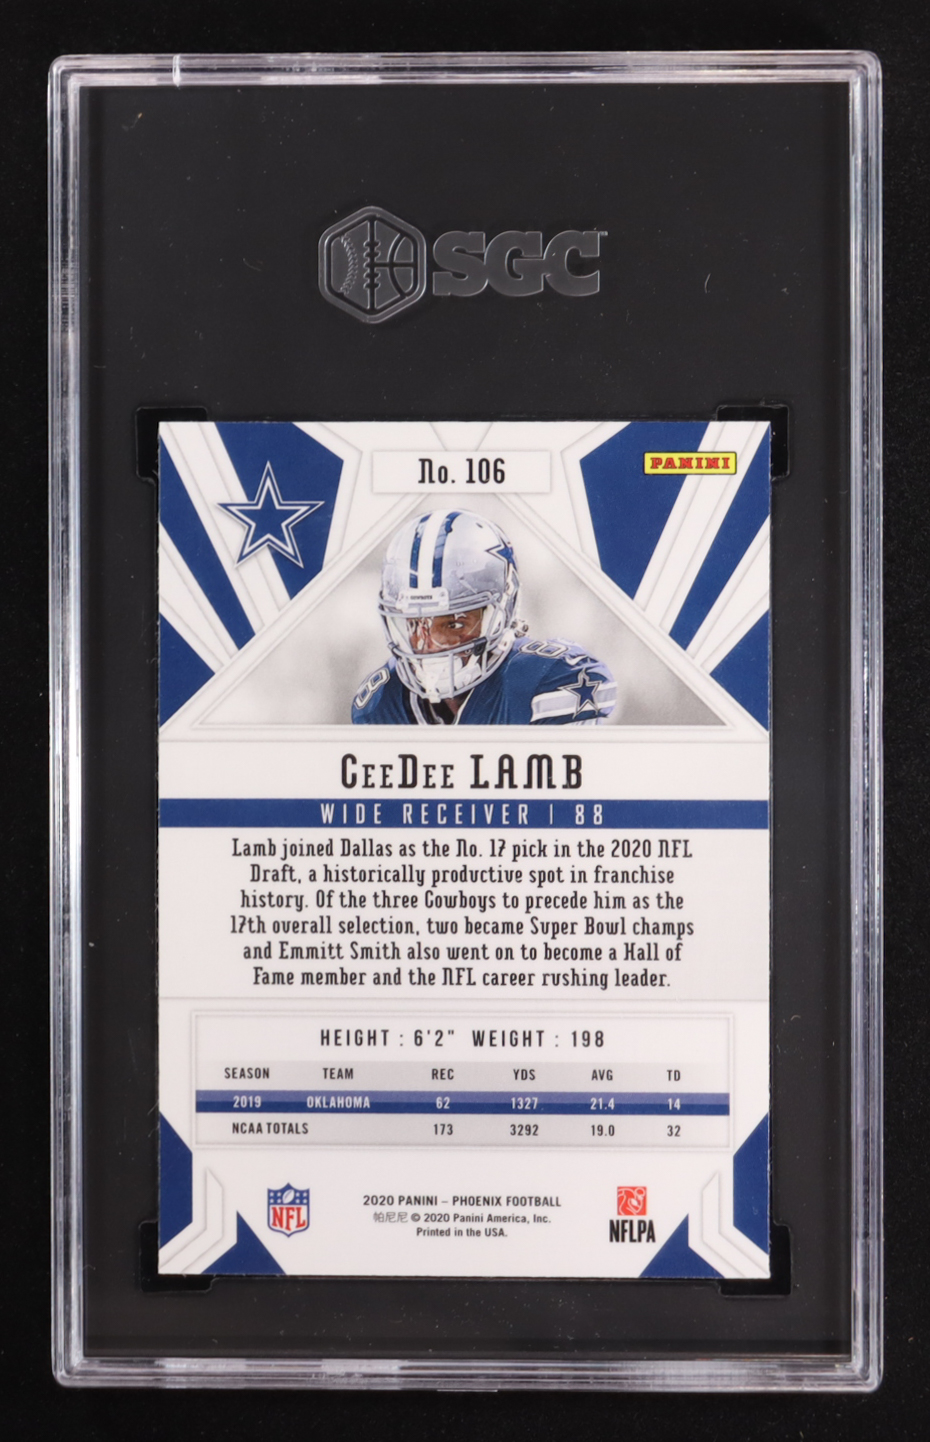 SGC
No. 106
PANINI
CEEDEE LAMB
WIDE RECEIVER | 88
Lamb joined Dallas as the No. 17 pick in the 2020 NFL
Draft, a historically productive spot in franchise
history. Of the three Cowboys to precede him as the
17th overall selection, two became Super Bowl champs
and Emmitt Smith also went on to become a Hall of
Fame member and the NFL career rushing leader.
HEIGHT : 6'2" WEIGHT : 198
SEASON TEAM REC YDS AVG TD
2019 OKLAHOMA 62 1327 21.4 14
NCAA TOTALS 173 3292 19.0 32
NFL
2020 PANINI – PHOENIX FOOTBALL
帕尼尼 © 2020 Panini America, Inc.
Printed in the USA.
NFLPA